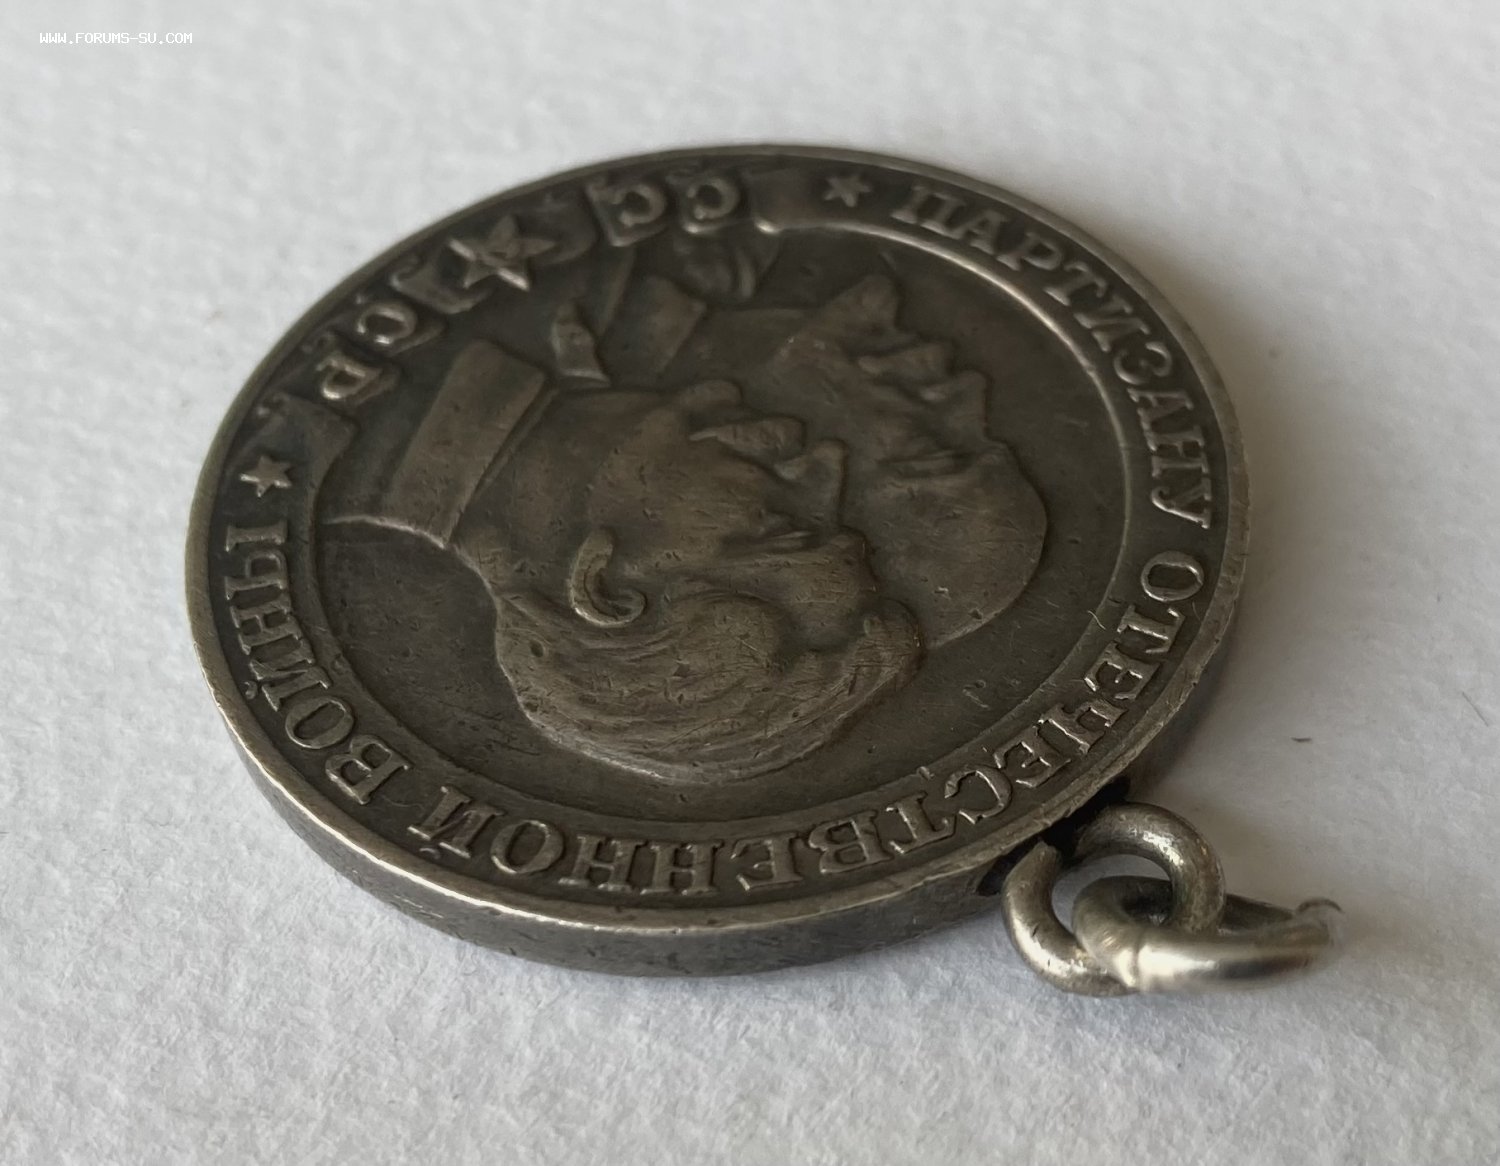 WWW.FORUMS-SU.COM
ПАРТИЗАНУ ОТЕЧЕСТВЕННОЙ ВОЙНЫ
СССР